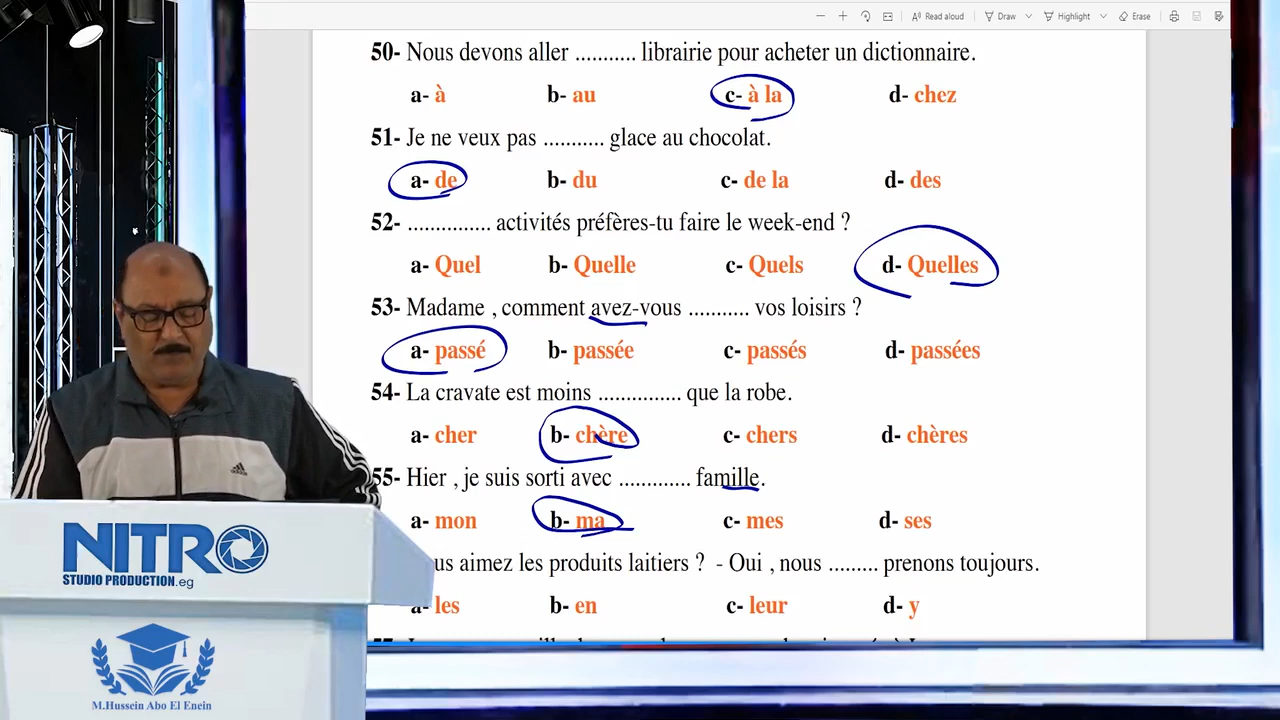 Read aloud
Draw
Highlight
Erase
50- Nous devons aller ........... librairie pour acheter un dictionnaire.
a- à b- au c- à la d- chez
51- Je ne veux pas ........... glace au chocolat.
a- de b- du c- de la d- des
52- ............... activités préfères-tu faire le week-end ?
a- Quel b- Quelle c- Quels d- Quelles
53- Madame , comment avez-vous ........... vos loisirs ?
a- passé b- passée c- passés d- passées
54- La cravate est moins ............... que la robe.
a- cher b- chère c- chers d- chères
55- Hier , je suis sorti avec ............. famille.
a- mon b- ma c- mes d- ses
us aimez les produits laitiers ? - Oui , nous ......... prenons toujours.
a- les b- en c- leur d- y
adidas
NITRO
STUDIO PRODUCTION.eg
M.Hussein Abo El Enein